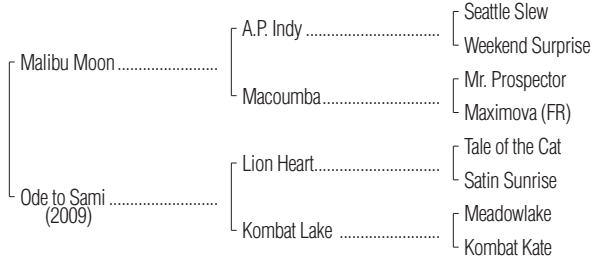 Seattle Slew
A.P. Indy ..............................
Weekend Surprise
Malibu Moon ........................
Mr. Prospector
Macoumba ............................
Maximova (FR)
Tale of the Cat
Lion Heart..............................
Satin Sunrise
Ode to Sami ..........................
(2009)
Meadowlake
Kombat Lake ........................
Kombat Kate